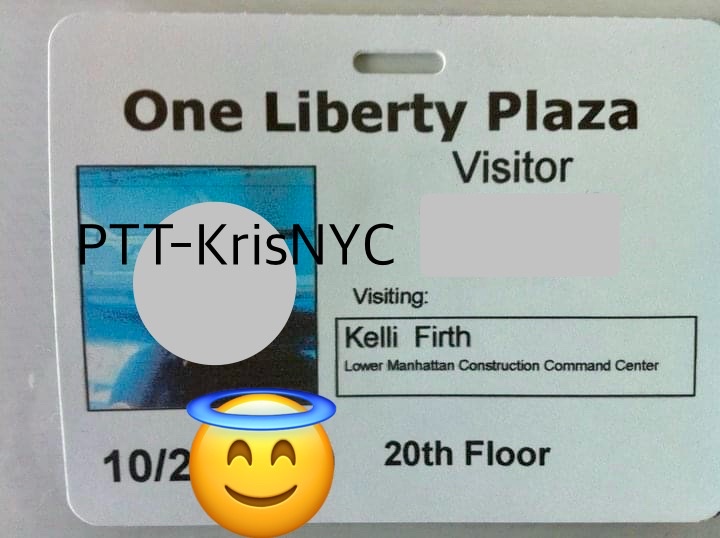 One Liberty Plaza
Visitor
PTT-KrisNYC
Visiting:
Kelli Firth
Lower Manhattan Construction Command Center
10/2
20th Floor